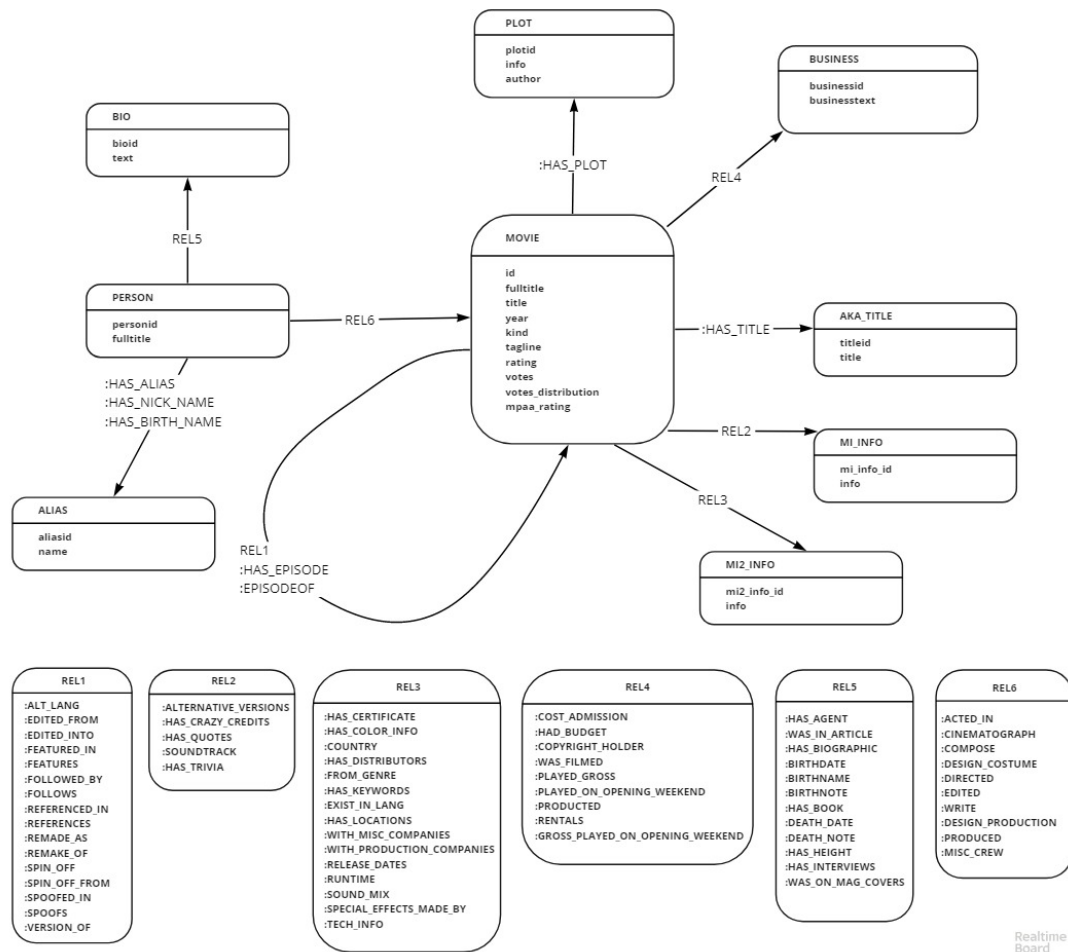 PLOT
plotid
info
author
BUSINESS
businessid
businesstext
BIO
bioid
text
:HAS_PLOT
REL4
REL5
MOVIE
id
fulltitle
title
year
kind
tagline
rating
votes
votes_distribution
mpaa_rating
PERSON
personid
fulltitle
REL6
:HAS_TITLE
AKA_TITLE
titleid
title
:HAS_ALIAS
:HAS_NICK_NAME
:HAS_BIRTH_NAME
REL2
MI_INFO
mi_info_id
info
REL3
ALIAS
aliasid
name
REL1
:HAS_EPISODE
:EPISODEOF
MI2_INFO
mi2_info_id
info
REL1
:ALT_LANG
:EDITED_FROM
:EDITED_INTO
:FEATURED_IN
:FEATURES
:FOLLOWED_BY
:FOLLOWS
:REFERENCED_IN
:REFERENCES
:REMADE_AS
:REMAKE_OF
:SPIN_OFF
:SPIN_OFF_FROM
:SPOOFED_IN
:SPOOFS
:VERSION_OF
REL2
:ALTERNATIVE_VERSIONS
:HAS_CRAZY_CREDITS
:HAS_QUOTES
:SOUNDTRACK
:HAS_TRIVIA
REL3
:HAS_CERTIFICATE
:HAS_COLOR_INFO
:COUNTRY
:HAS_DISTRIBUTORS
:FROM_GENRE
:HAS_KEYWORDS
:EXIST_IN_LANG
:HAS_LOCATIONS
:WITH_MISC_COMPANIES
:WITH_PRODUCTION_COMPANIES
:RELEASE_DATES
:RUNTIME
:SOUND_MIX
:SPECIAL_EFFECTS_MADE_BY
:TECH_INFO
REL4
:COST_ADMISSION
:HAD_BUDGET
:COPYRIGHT_HOLDER
:WAS_FILMED
:PLAYED_GROSS
:PLAYED_ON_OPENING_WEEKEND
:PRODUCTED
:RENTALS
:GROSS_PLAYED_ON_OPENING_WEEKEND
REL5
:HAS_AGENT
:WAS_IN_ARTICLE
:HAS_BIOGRAPHIC
:BIRTHDATE
:BIRTHNAME
:BIRTHNOTE
:HAS_BOOK
:DEATH_DATE
:DEATH_NOTE
:HAS_HEIGHT
:HAS_INTERVIEWS
:WAS_ON_MAG_COVERS
REL6
:ACTED_IN
:CINEMATOGRAPH
:COMPOSE
:DESIGN_COSTUME
:DIRECTED
:EDITED
:WRITE
:DESIGN_PRODUCTION
:PRODUCED
:MISC_CREW
Realtime
Board